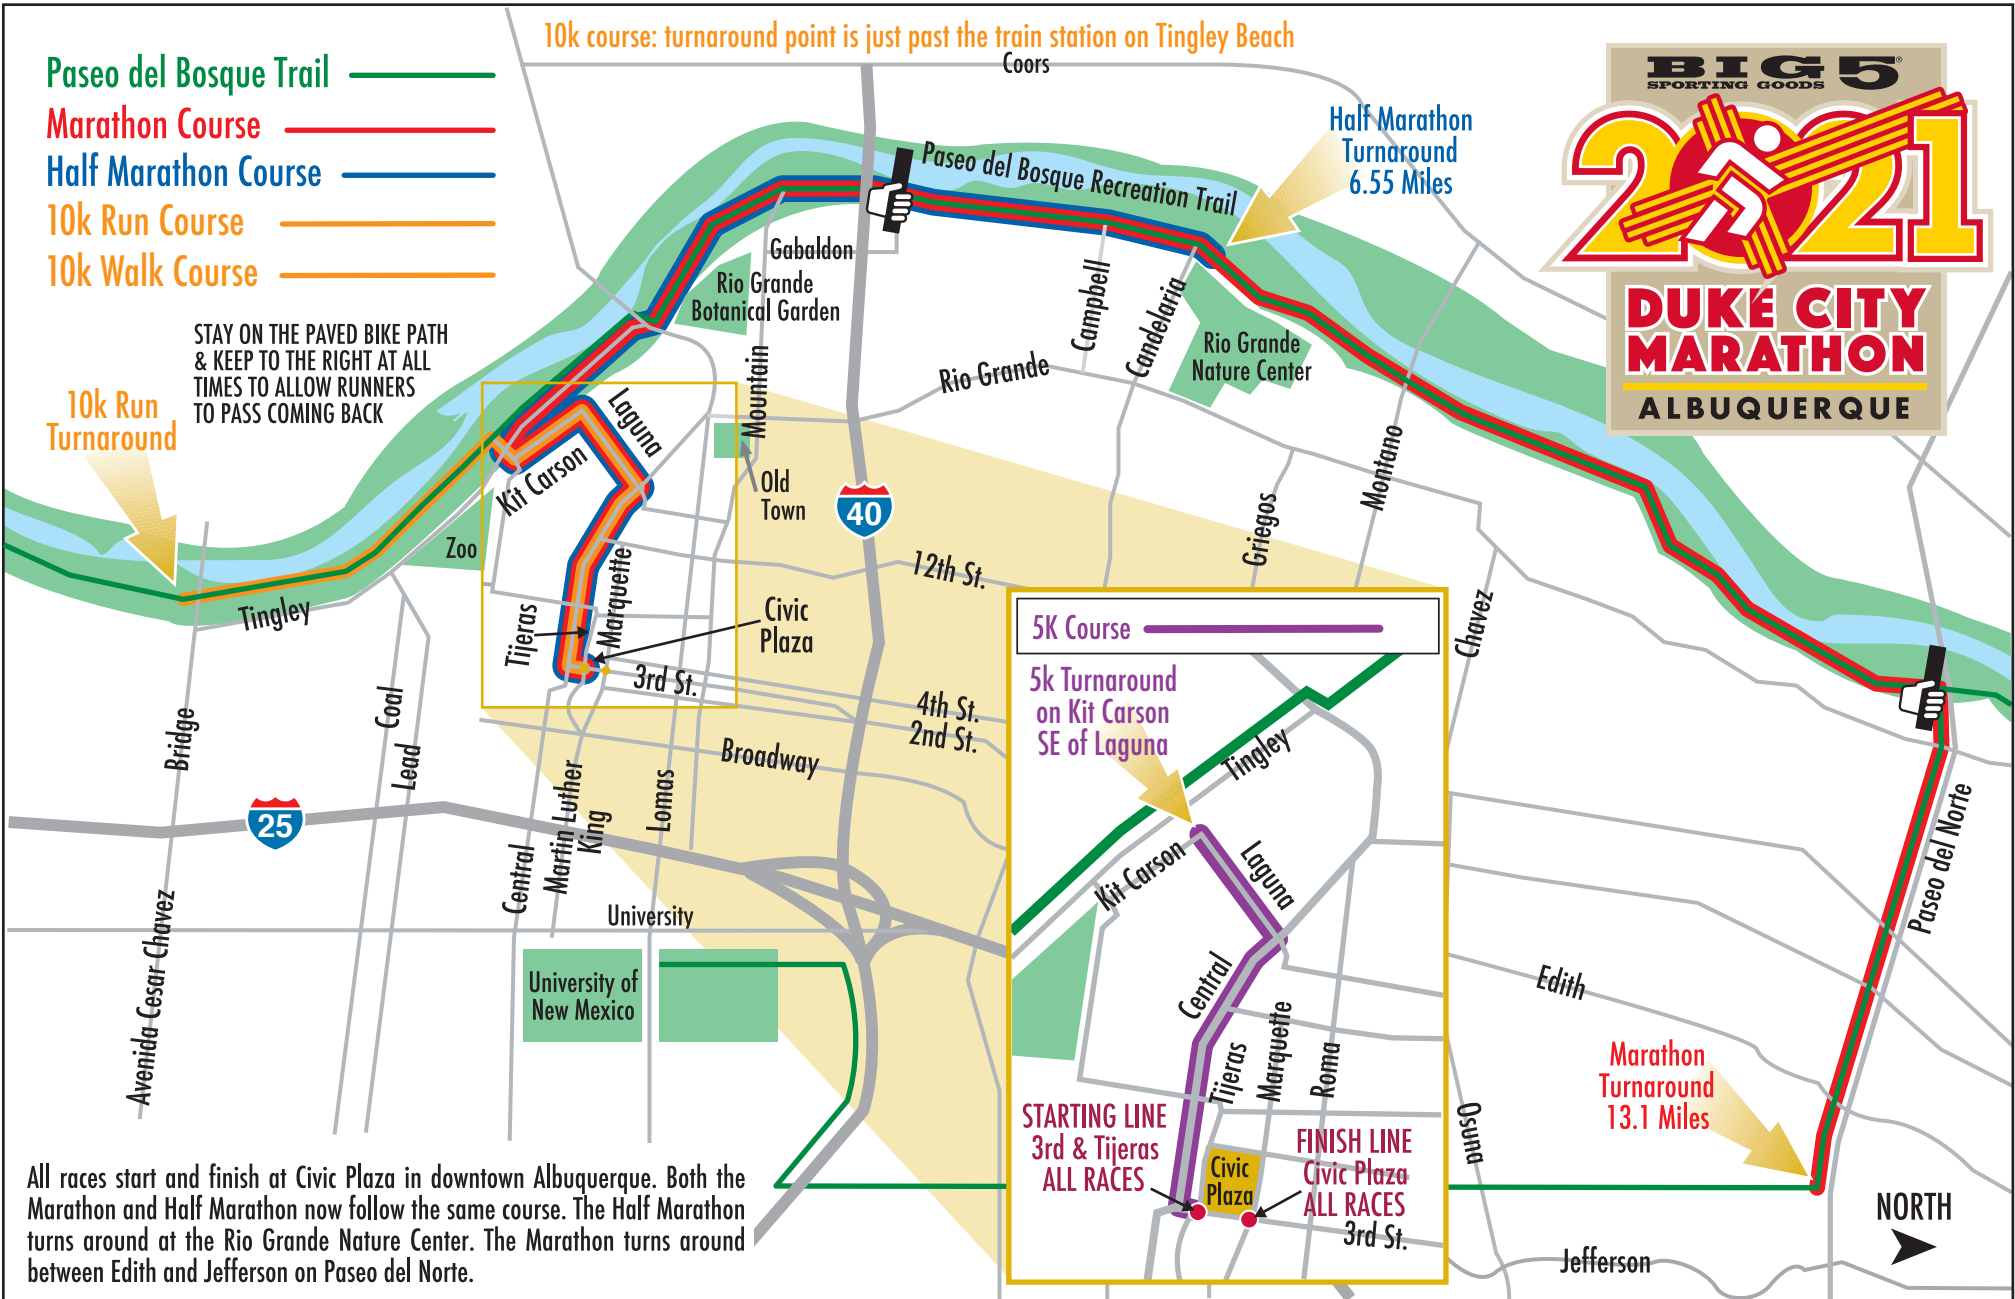 10k course: turnaround point is just past the train station on Tingley Beach
Paseo del Bosque Trail
Marathon Course
Half Marathon Course
10k Run Course
10k Walk Course
STAY ON THE PAVED BIKE PATH
& KEEP TO THE RIGHT AT ALL
TIMES TO ALLOW RUNNERS
TO PASS COMING BACK
10k Run
Turnaround
Coors
Paseo del Bosque Recreation Trail
Half Marathon
Turnaround
6.55 Miles
BIG 5®
SPORTING GOODS
2021
DUKE CITY
MARATHON
ALBUQUERQUE
Gabaldon
Rio Grande
Botanical Garden
Mountain
Rio Grande
Campbell
Candelaria
Rio Grande
Nature Center
Laguna
Kit Carson
Old
Town
40
Zoo
Tingley
Tijeras
Marquette
Civic
Plaza
12th St.
3rd St.
4th St.
2nd St.
Broadway
Griegos
Montano
Chavez
Bridge
Coal
Lead
25
Central
Martin Luther
King
Lomas
University
University of
New Mexico
Avenida Cesar Chavez
5K Course
5k Turnaround
on Kit Carson
SE of Laguna
Tingley
Kit Carson
Laguna
Central
Tijeras
Marquette
Roma
STARTING LINE
3rd & Tijeras
ALL RACES
Civic
Plaza
FINISH LINE
Civic Plaza
ALL RACES
3rd St.
Paseo del Norte
Edith
Osuna
Marathon
Turnaround
13.1 Miles
Jefferson
NORTH
All races start and finish at Civic Plaza in downtown Albuquerque. Both the
Marathon and Half Marathon now follow the same course. The Half Marathon
turns around at the Rio Grande Nature Center. The Marathon turns around
between Edith and Jefferson on Paseo del Norte.